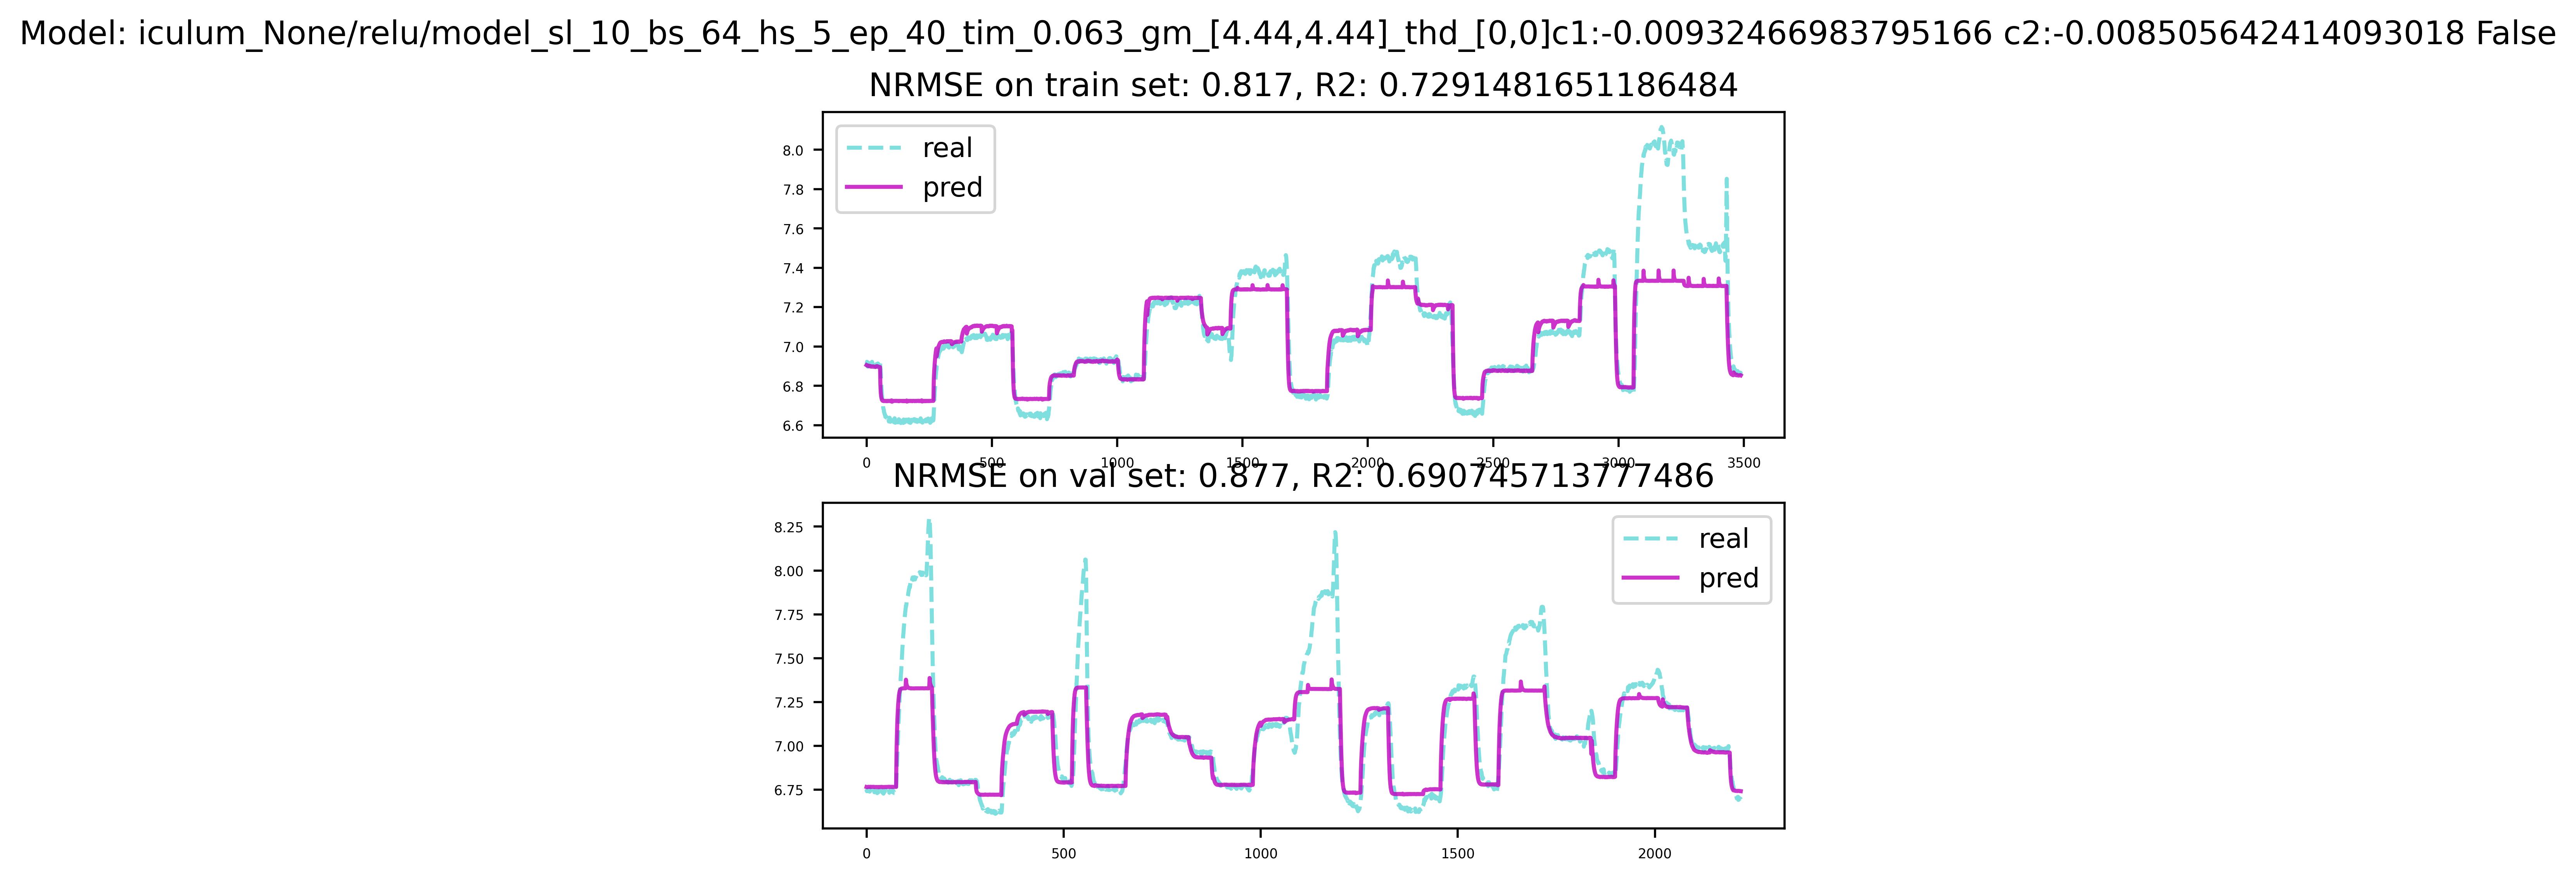 Model: iculum_None/relu/model_sl_10_bs_64_hs_5_ep_40_tim_0.063_gm_[4.44,4.44]_thd_[0,0]c1:-0.00932466983795166 c2:-0.008505642414093018 False
NRMSE on train set: 0.817, R2: 0.7291481651186484
real
pred
8.0
7.8
7.6
7.4
7.2
7.0
6.8
6.6
0 500 1000 1500 2000 2500 3000 3500
NRMSE on val set: 0.877, R2: 0.690745713777486
real
pred
8.25
8.00
7.75
7.50
7.25
7.00
6.75
0 500 1000 1500 2000